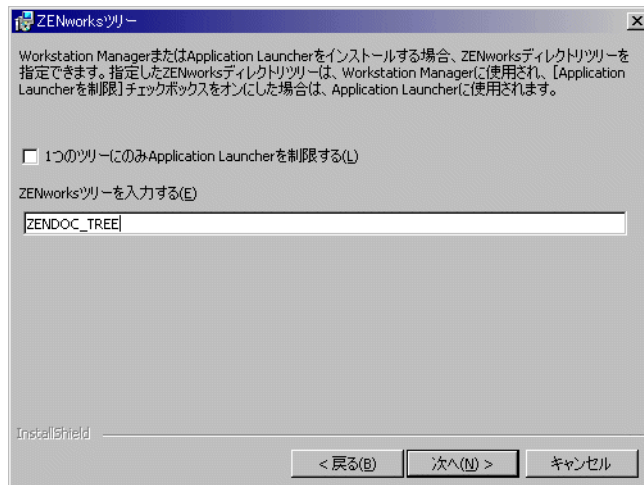 ZENworksツリー
Workstation ManagerまたはApplication Launcherをインストールする場合、ZENworksディレクトリツリーを
指定できます。指定したZENworksディレクトリツリーは、Workstation Managerに使用され、[Application
Launcherを制限]チェックボックスをオンにした場合は、Application Launcherに使用されます。
1つのツリーにのみApplication Launcherを制限する(L)
ZENworksツリーを入力する(E)
ZENDOC_TREE
InstallShield
< 戻る(B) 次へ(N) > キャンセル